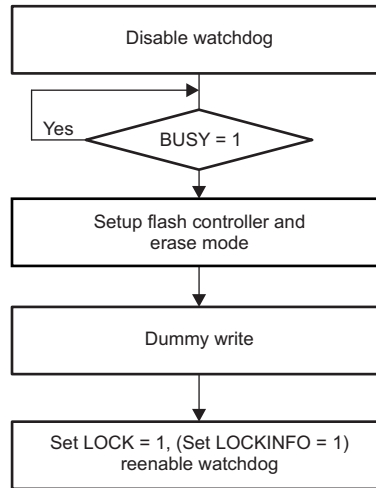 Disable watchdog
Yes
BUSY = 1
Setup flash controller and
erase mode
Dummy write
Set LOCK = 1, (Set LOCKINFO = 1)
reenable watchdog